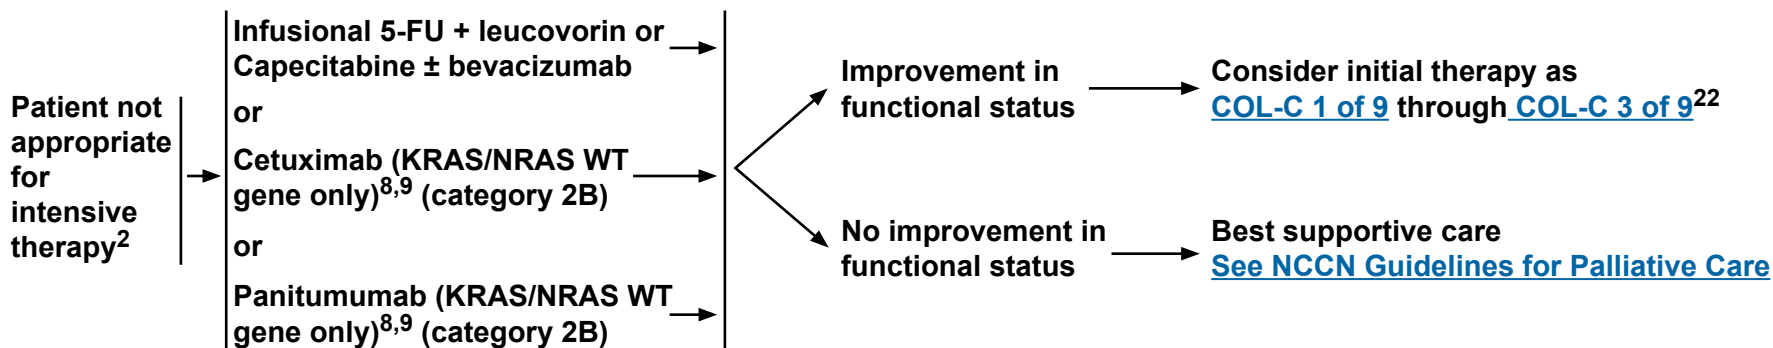 Patient not
appropriate
for
intensive
therapy2
Infusional 5-FU + leucovorin or
Capecitabine ± bevacizumab
or
Cetuximab (KRAS/NRAS WT
gene only)8,9 (category 2B)
or
Panitumumab (KRAS/NRAS WT
gene only)8,9 (category 2B)
Improvement in
functional status
Consider initial therapy as
COL-C 1 of 9 through COL-C 3 of 922
No improvement in
functional status
Best supportive care
See NCCN Guidelines for Palliative Care